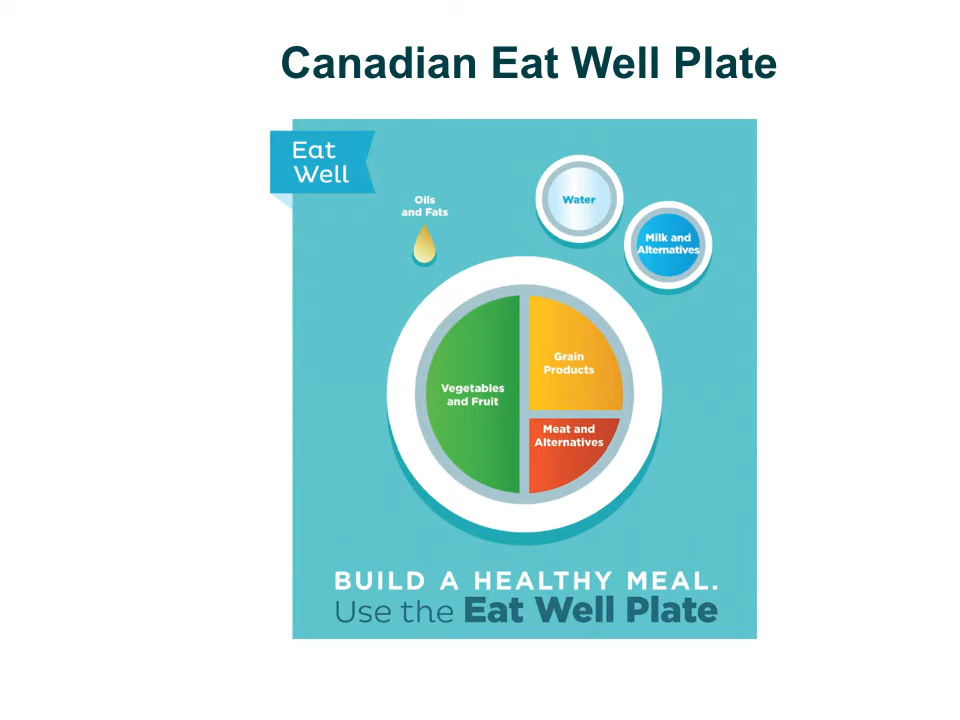 Canadian Eat Well Plate
Eat
Well
Oils
and Fats
Water
Milk and
Alternatives
Grain
Products
Vegetables
and Fruit
Meat and
Alternatives
BUILD A HEALTHY MEAL.
Use the Eat Well Plate